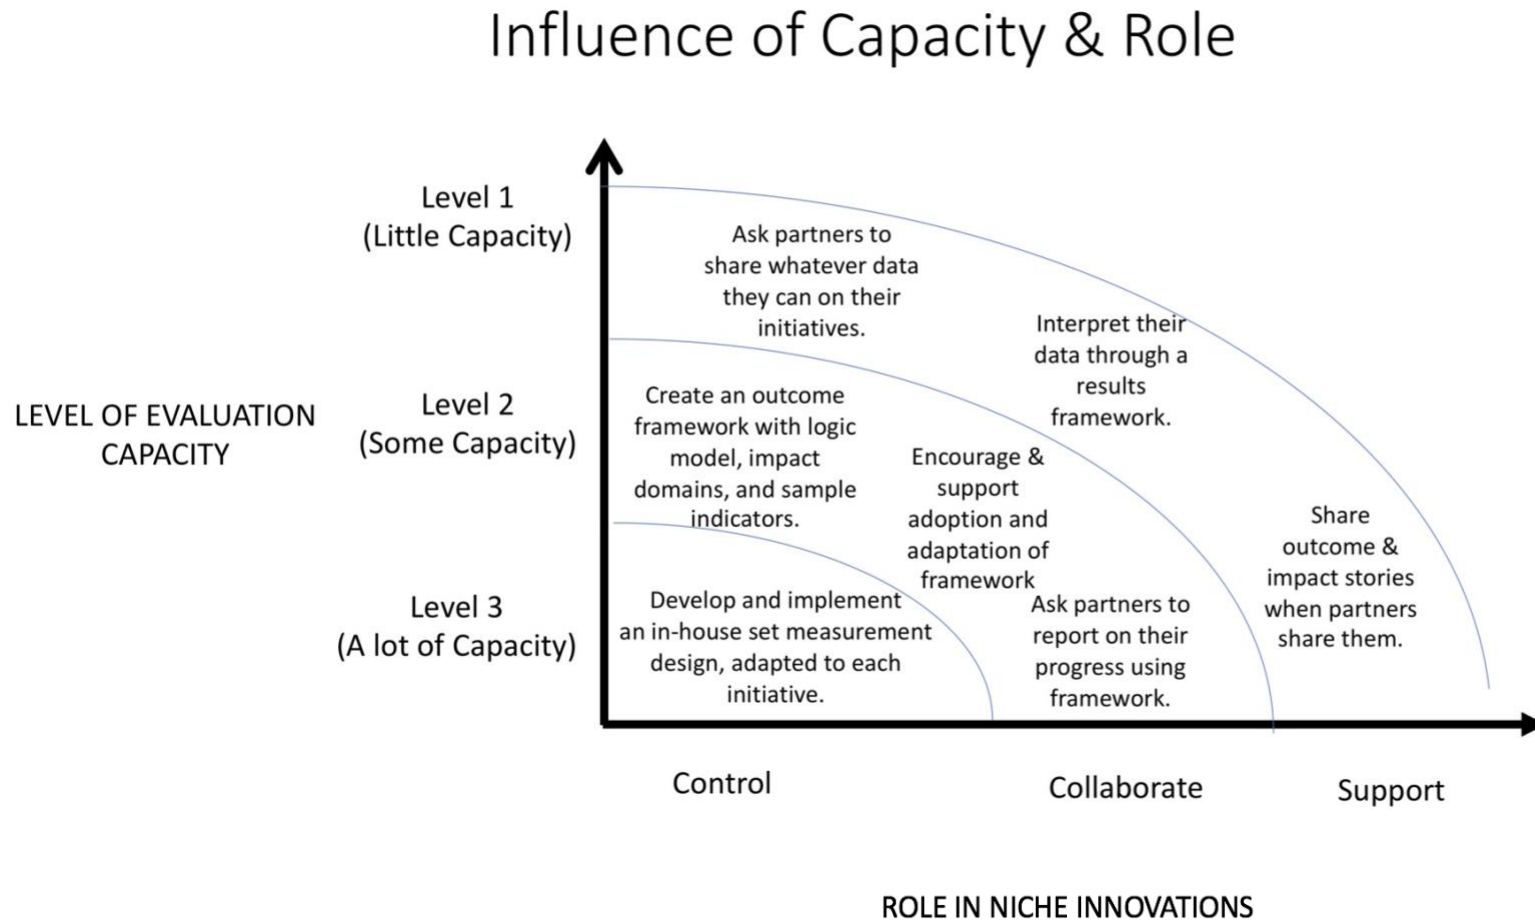 Influence of Capacity & Role
Level 1
(Little Capacity)
Ask partners to
share whatever data
they can on their
initiatives.
Interpret their
data through a
results
framework.
LEVEL OF EVALUATION
CAPACITY
Level 2
(Some Capacity)
Create an outcome
framework with logic
model, impact
domains, and sample
indicators.
Encourage &
support
adoption and
adaptation of
framework
Share
outcome &
impact stories
when partners
share them.
Level 3
(A lot of Capacity)
Develop and implement
an in-house set measurement
design, adapted to each
initiative.
Ask partners to
report on their
progress using
framework.
Control
Collaborate
Support
ROLE IN NICHE INNOVATIONS